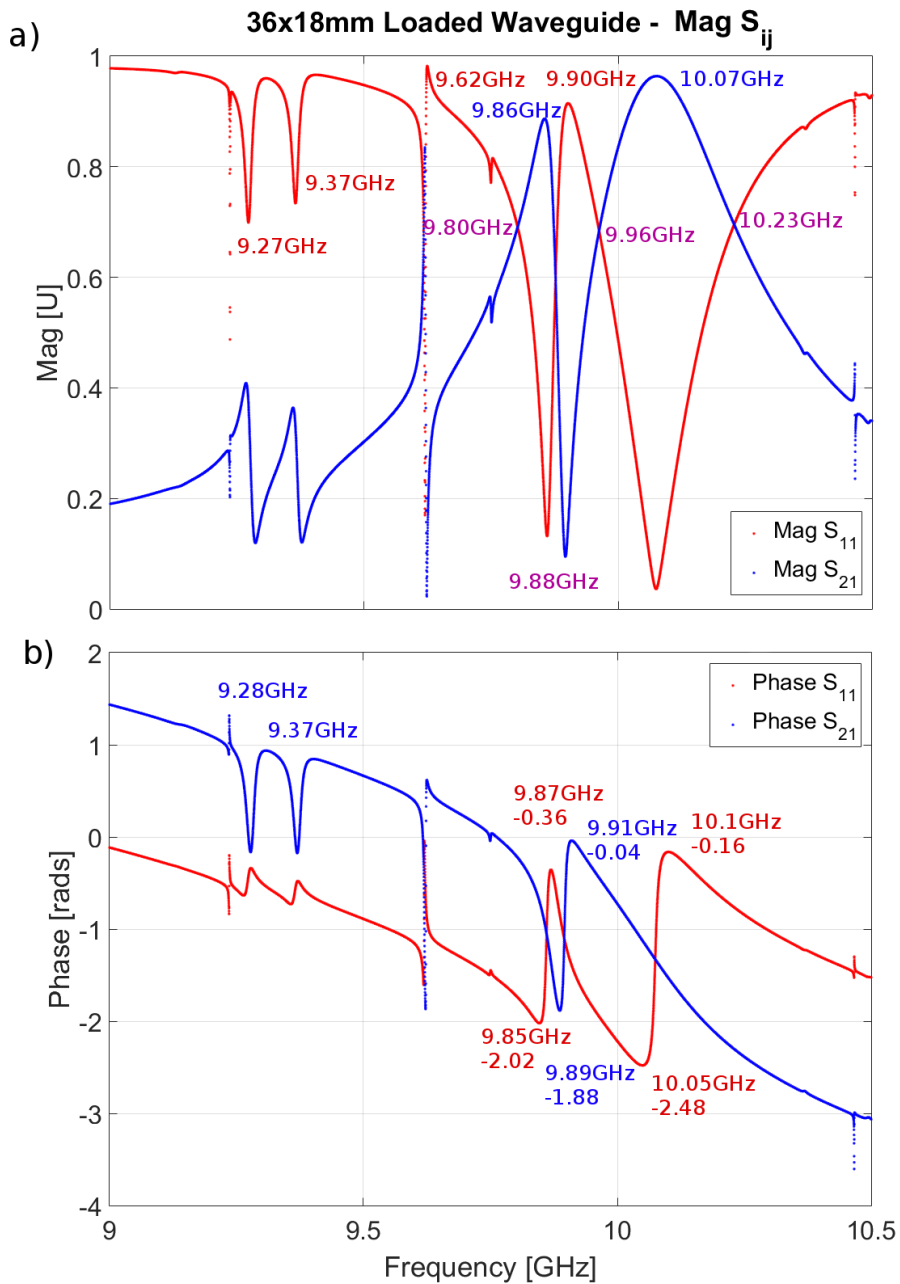 36x18mm Loaded Waveguide - Mag S_ij
a)
1
0.8
0.6
0.4
0.2
0
Mag [U]
9.62GHz
9.90GHz
10.07GHz
9.86GHz
9.37GHz
9.80GHz
9.96GHz
10.23GHz
9.27GHz
9.88GHz
Mag S_11
Mag S_21
b)
2
1
0
-1
-2
-3
-4
Phase [rads]
9.28GHz
9.37GHz
Phase S_11
Phase S_21
9.87GHz
-0.36
9.91GHz
-0.04
10.1GHz
-0.16
9.85GHz
-2.02
9.89GHz
-1.88
10.05GHz
-2.48
9
9.5
10
10.5
Frequency [GHz]